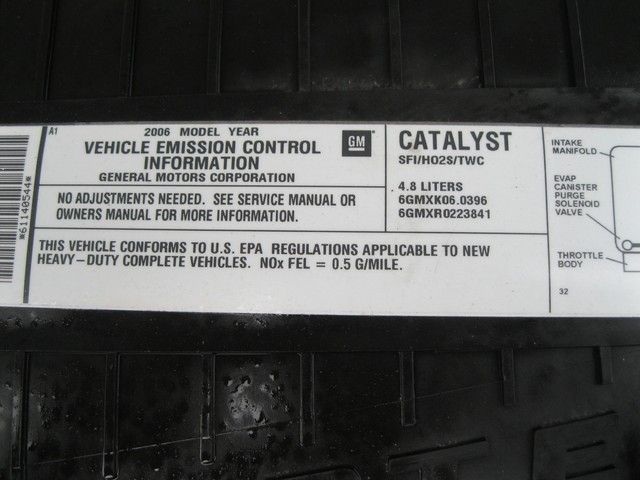 *61140544*
A1
2006 MODEL YEAR
VEHICLE EMISSION CONTROL
INFORMATION
GENERAL MOTORS CORPORATION
GM
NO ADJUSTMENTS NEEDED. SEE SERVICE MANUAL OR
OWNERS MANUAL FOR MORE INFORMATION.
THIS VEHICLE CONFORMS TO U.S. EPA REGULATIONS APPLICABLE TO NEW
HEAVY-DUTY COMPLETE VEHICLES. NOx FEL = 0.5 G/MILE.
CATALYST
SFI/HO2S/TWC
4.8 LITERS
6GMXK06.0396
6GMXR0223841
INTAKE
MANIFOLD
EVAP
CANISTER
PURGE
SOLENOID
VALVE
THROTTLE
BODY
32